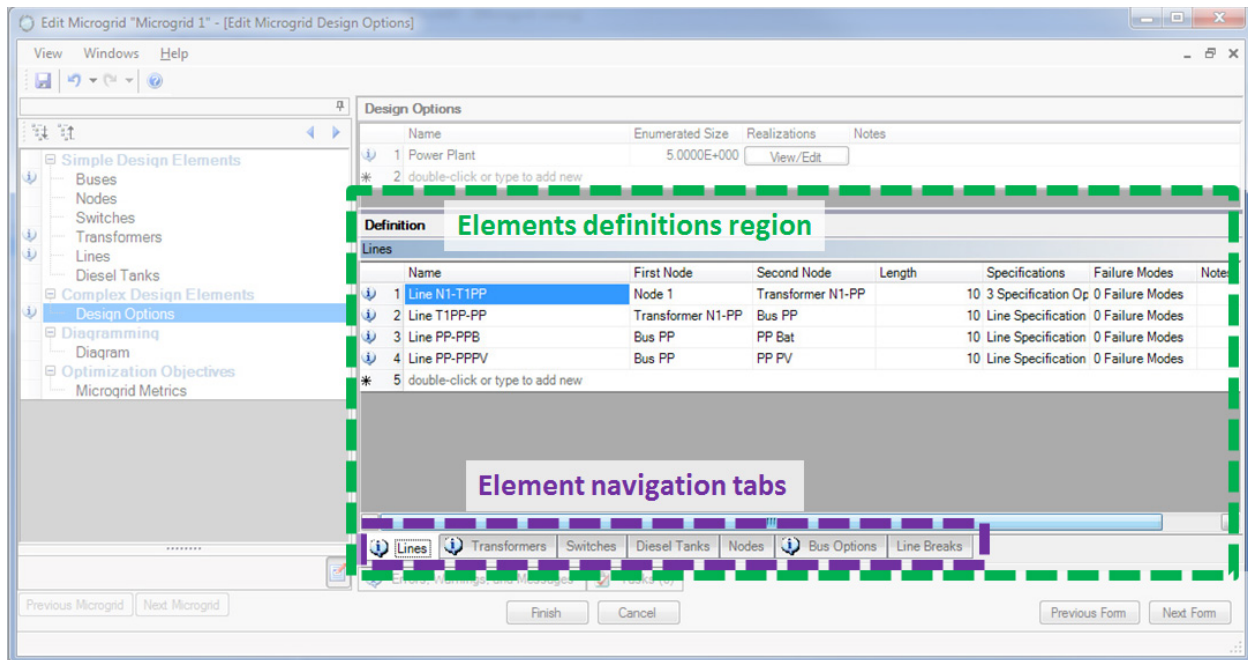 Edit Microgrid "Microgrid 1" - [Edit Microgrid Design Options]
View Windows Help
Simple Design Elements
Buses
Nodes
Switches
Transformers
Lines
Diesel Tanks
Complex Design Elements
Design Options
Diagramming
Diagram
Optimization Objectives
Microgrid Metrics
Design Options
Name Enumerated Size Realizations Notes
1 Power Plant 5.0000E+000 View/Edit
2 double-click or type to add new
Definition
Elements definitions region
Lines
Name First Node Second Node Length Specifications Failure Modes Notes
1 Line N1-T1PP Node 1 Transformer N1-PP 10 3 Specification Op 0 Failure Modes
2 Line T1PP-PP Transformer N1-PP Bus PP 10 Line Specification 0 Failure Modes
3 Line PP-PPB Bus PP PP Bat 10 Line Specification 0 Failure Modes
4 Line PP-PPPV Bus PP PP PV 10 Line Specification 0 Failure Modes
5 double-click or type to add new
Element navigation tabs
Lines Transformers Switches Diesel Tanks Nodes Bus Options Line Breaks
Errors, Warnings, and Messages Tasks (0)
Previous Microgrid Next Microgrid Finish Cancel Previous Form Next Form